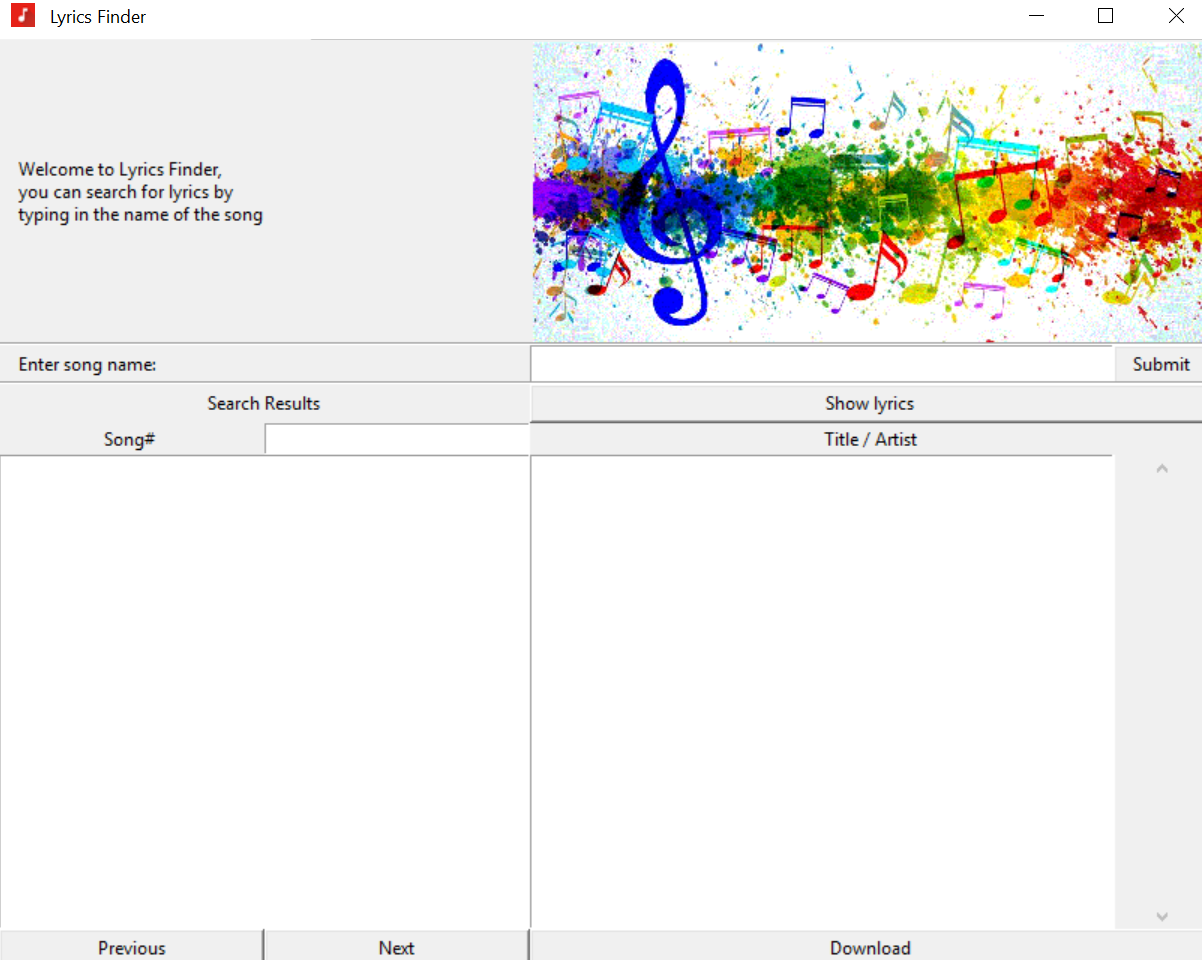 Lyrics Finder
Welcome to Lyrics Finder,
you can search for lyrics by
typing in the name of the song
Enter song name:
Submit
Search Results
Show lyrics
Song#
Title / Artist
Previous
Next
Download